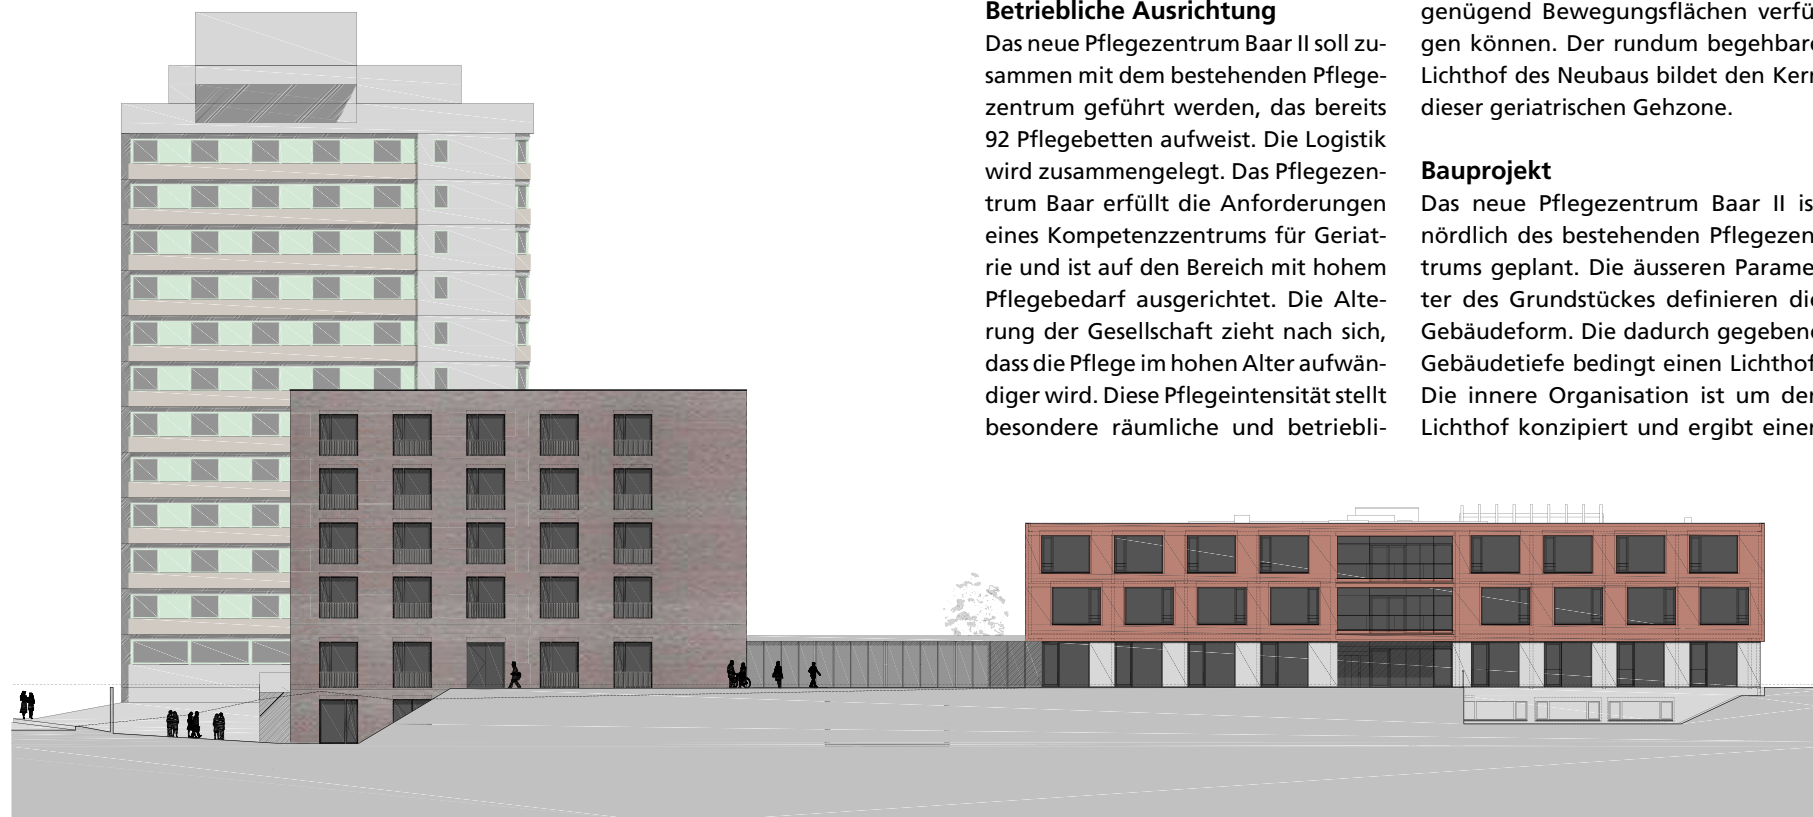 Betriebliche Ausrichtung
Das neue Pflegezentrum Baar II soll zu-
sammen mit dem bestehenden Pflege-
zentrum geführt werden, das bereits
92 Pflegebetten aufweist. Die Logistik
wird zusammengelegt. Das Pflegezen-
trum Baar erfüllt die Anforderungen
eines Kompetenzzentrums für Geriat-
rie und ist auf den Bereich mit hohem
Pflegebedarf ausgerichtet. Die Alte-
rung der Gesellschaft zieht nach sich,
dass die Pflege im hohen Alter aufwän-
diger wird. Diese Pflegeintensität stellt
besondere räumliche und betriebli-
genügend Bewegungsflächen verfü
gen können. Der rundum begehbare
Lichthof des Neubaus bildet den Kern
dieser geriatrischen Gehzone.
Bauprojekt
Das neue Pflegezentrum Baar II is
nördlich des bestehenden Pflegezen
trums geplant. Die äusseren Parame
ter des Grundstückes definieren die
Gebäudeform. Die dadurch gegebene
Gebäudetiefe bedingt einen Lichthof
Die innere Organisation ist um den
Lichthof konzipiert und ergibt einen